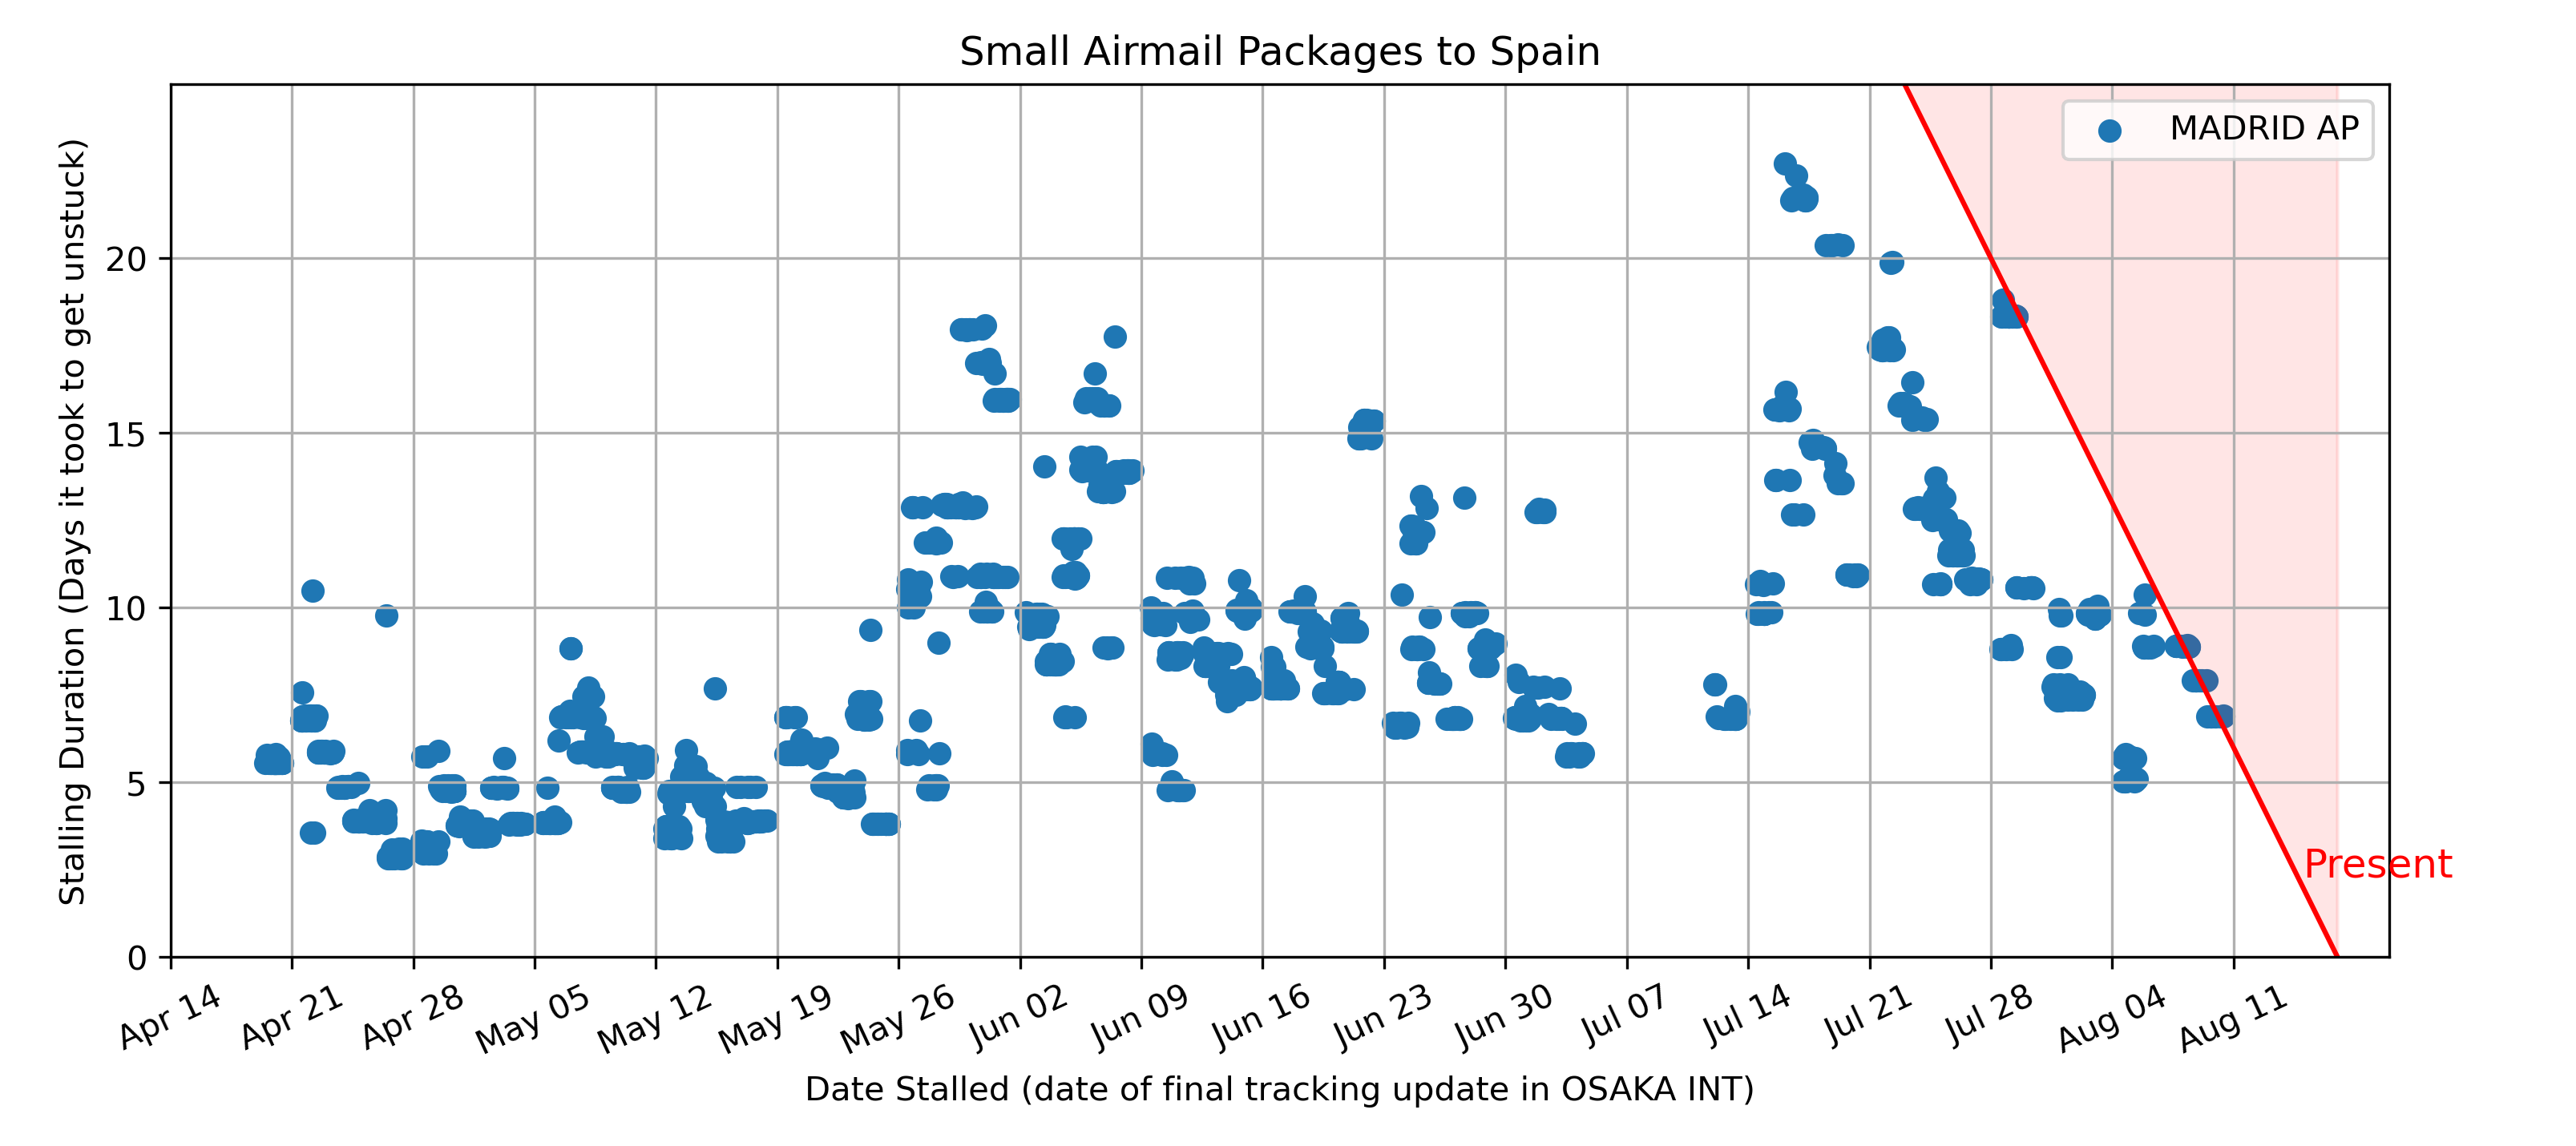 Small Airmail Packages to Spain
MADRID AP
Stalling Duration (Days it took to get unstuck)
20
15
10
5
0
Present
Apr 14
Apr 21
Apr 28
May 05
May 12
May 19
May 26
Jun 02
Jun 09
Jun 16
Jun 23
Jun 30
Jul 07
Jul 14
Jul 21
Jul 28
Aug 04
Aug 11
Date Stalled (date of final tracking update in OSAKA INT)